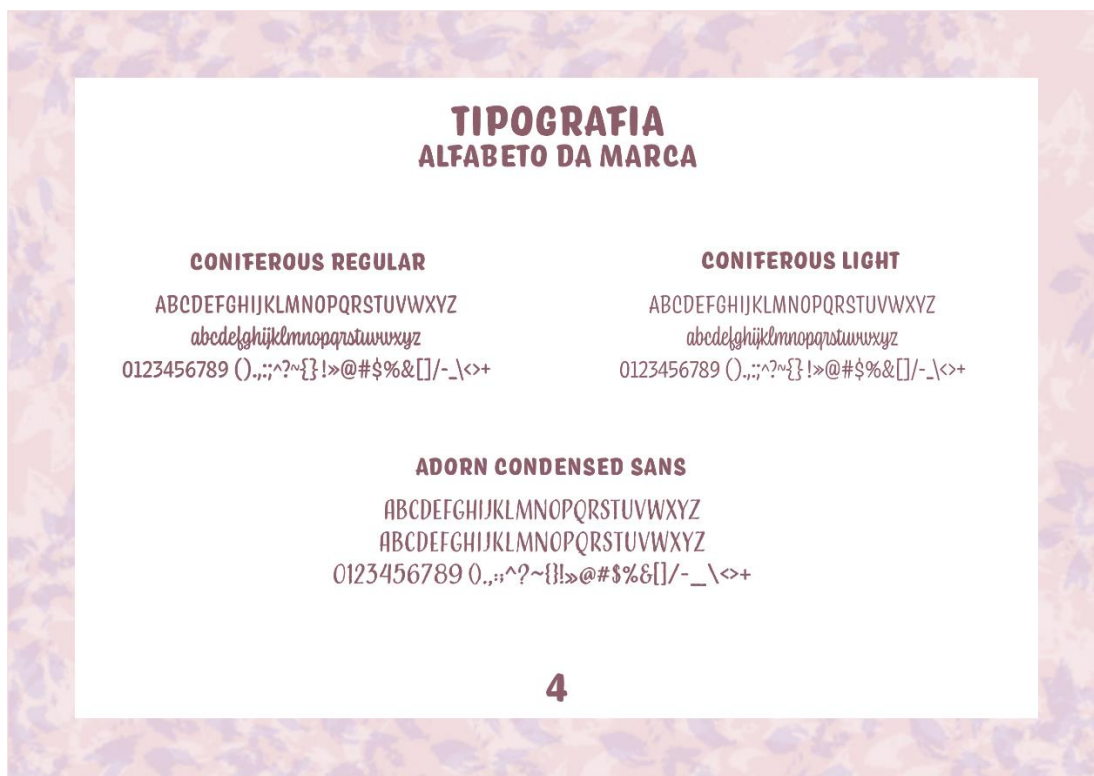 TIPOGRAFIA
ALFABETO DA MARCA
CONIFEROUS REGULAR
ABCDEFGHIJKLMNOPQRSTUVWXYZ
abcdefghijklmnopqrstuvwxyz
0123456789 ().,:;^?~{}!»@#$%&[]/-_\<>+
CONIFEROUS LIGHT
ABCDEFGHIJKLMNOPQRSTUVWXYZ
abcdefghijklmnopqrstuvwxyz
0123456789 ().,:;^?~{}!»@#$%&[]/-_\<>+
ADORN CONDENSED SANS
ABCDEFGHIJKLMNOPQRSTUVWXYZ
ABCDEFGHIJKLMNOPQRSTUVWXYZ
0123456789 ().,:;^?~{}!»@#$%&[]/-_\<>+
4